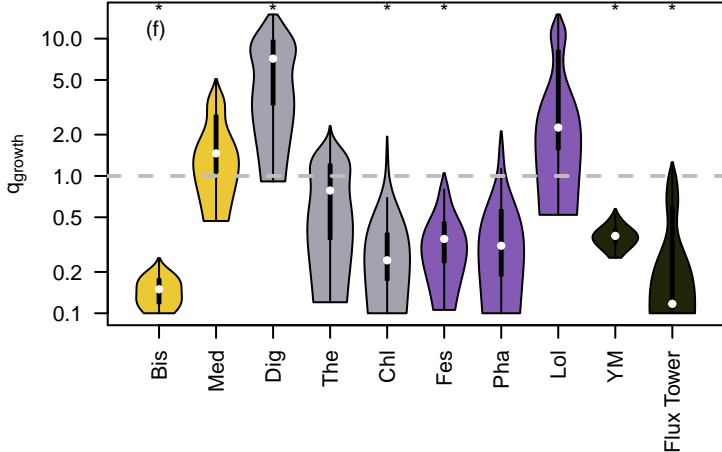 (f)
* * * * * *
10.0
5.0
2.0
1.0
0.5
0.2
0.1
qgrowth
Bis
Med
Dig
The
Chl
Fes
Pha
Lol
YM
Flux Tower